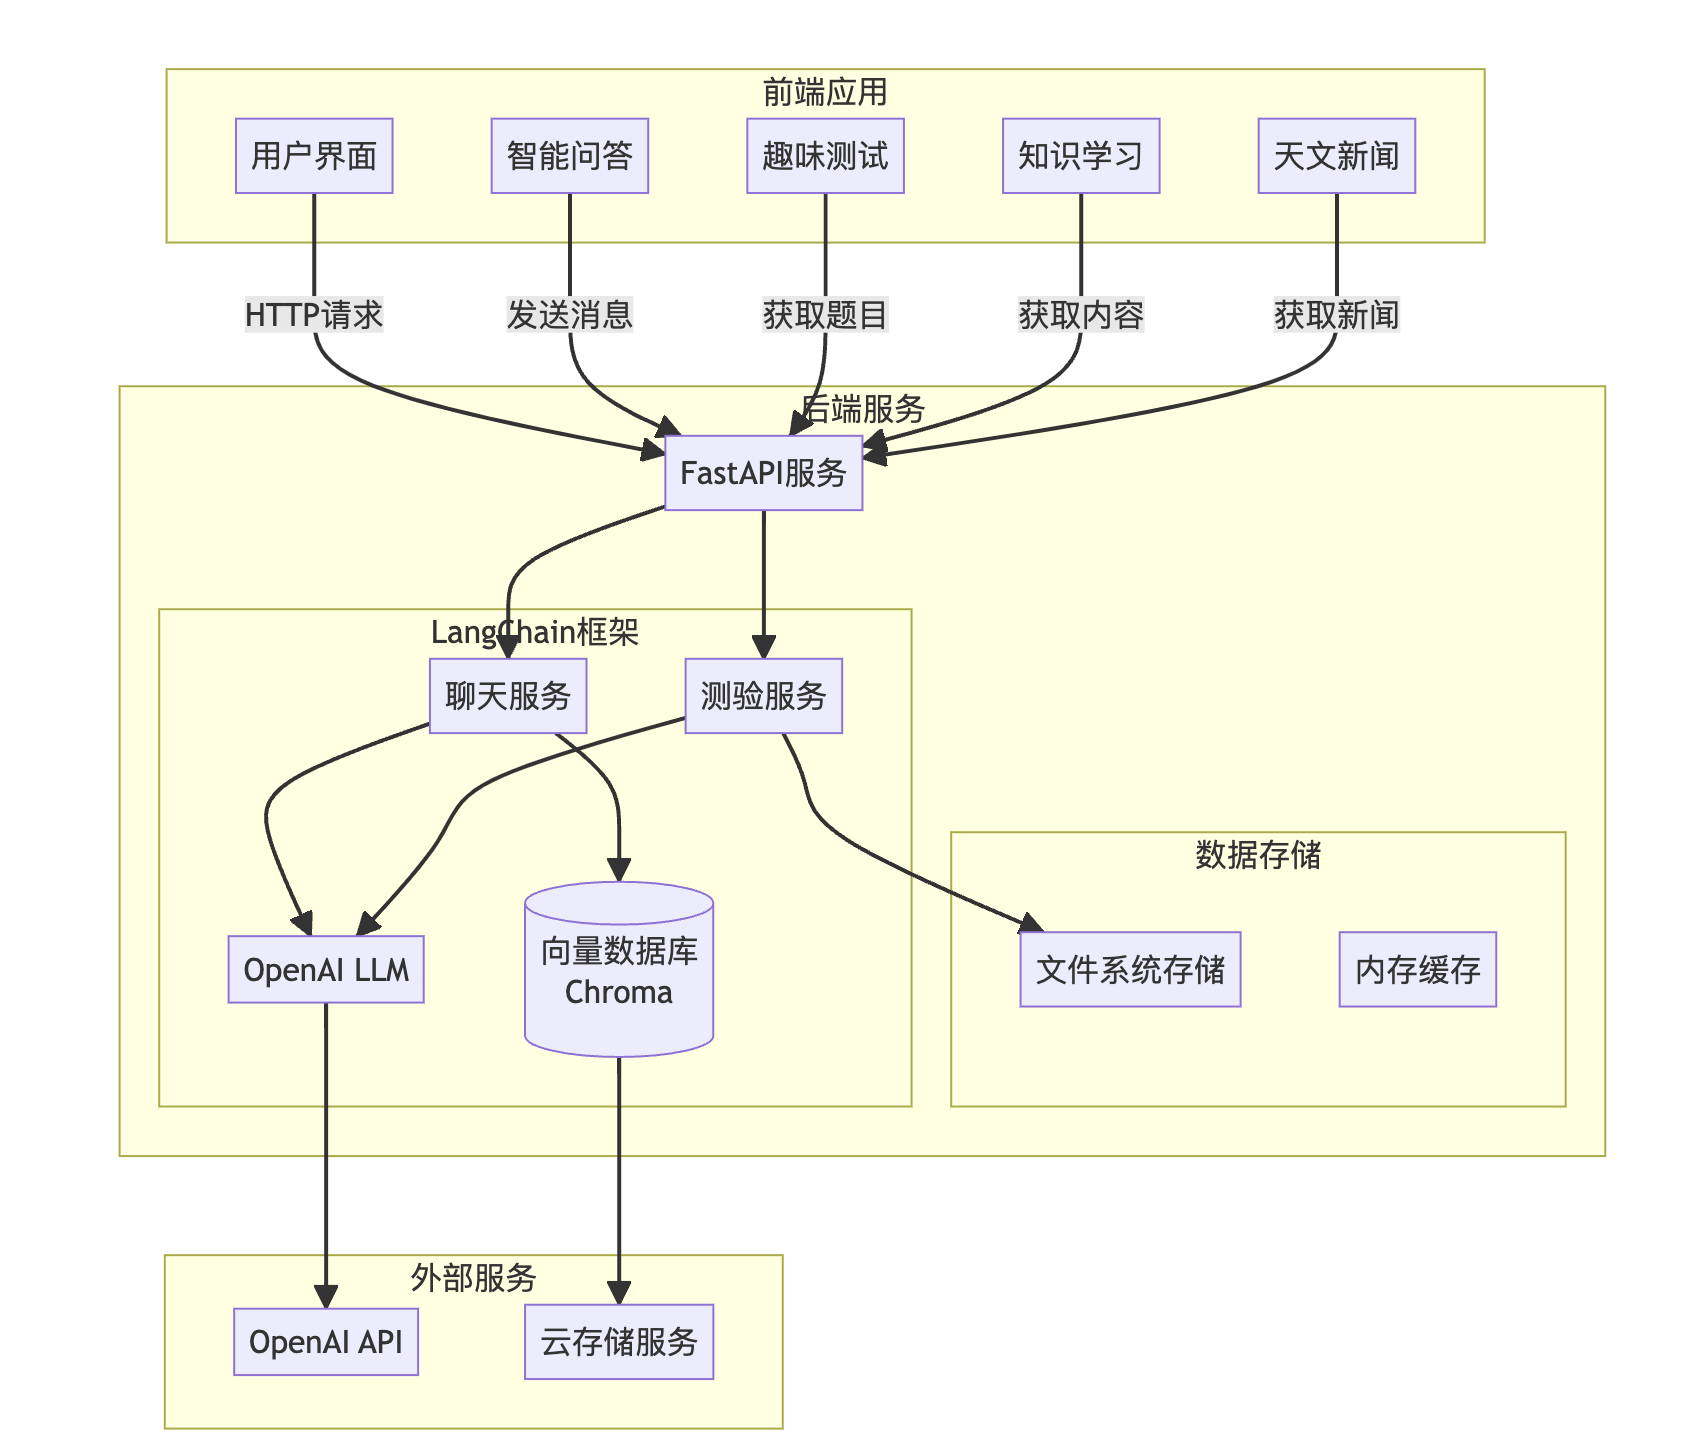 前端应用
用户界面
智能问答
趣味测试
知识学习
天文新闻
HTTP请求
发送消息
获取题目
获取内容
获取新闻
后端服务
FastAPI服务
LangChain框架
聊天服务
测验服务
数据存储
OpenAI LLM
向量数据库
Chroma
文件系统存储
内存缓存
外部服务
OpenAI API
云存储服务